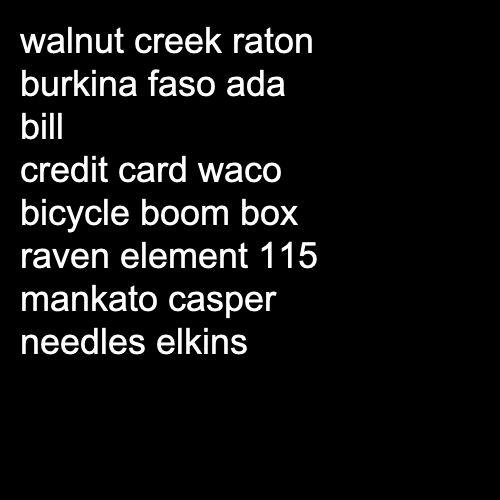 walnut creek raton
burkina faso ada
bill
credit card waco
bicycle boom box
raven element 115
mankato casper
needles elkins